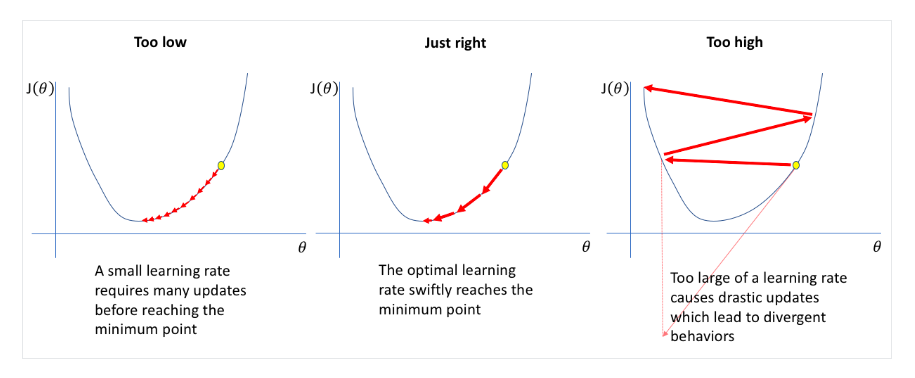 Too low
Just right
Too high
J(θ)
J(θ)
J(θ)
θ
θ
θ
A small learning rate
requires many updates
before reaching the
minimum point
The optimal learning
rate swiftly reaches the
minimum point
Too large of a learning rate
causes drastic updates
which lead to divergent
behaviors